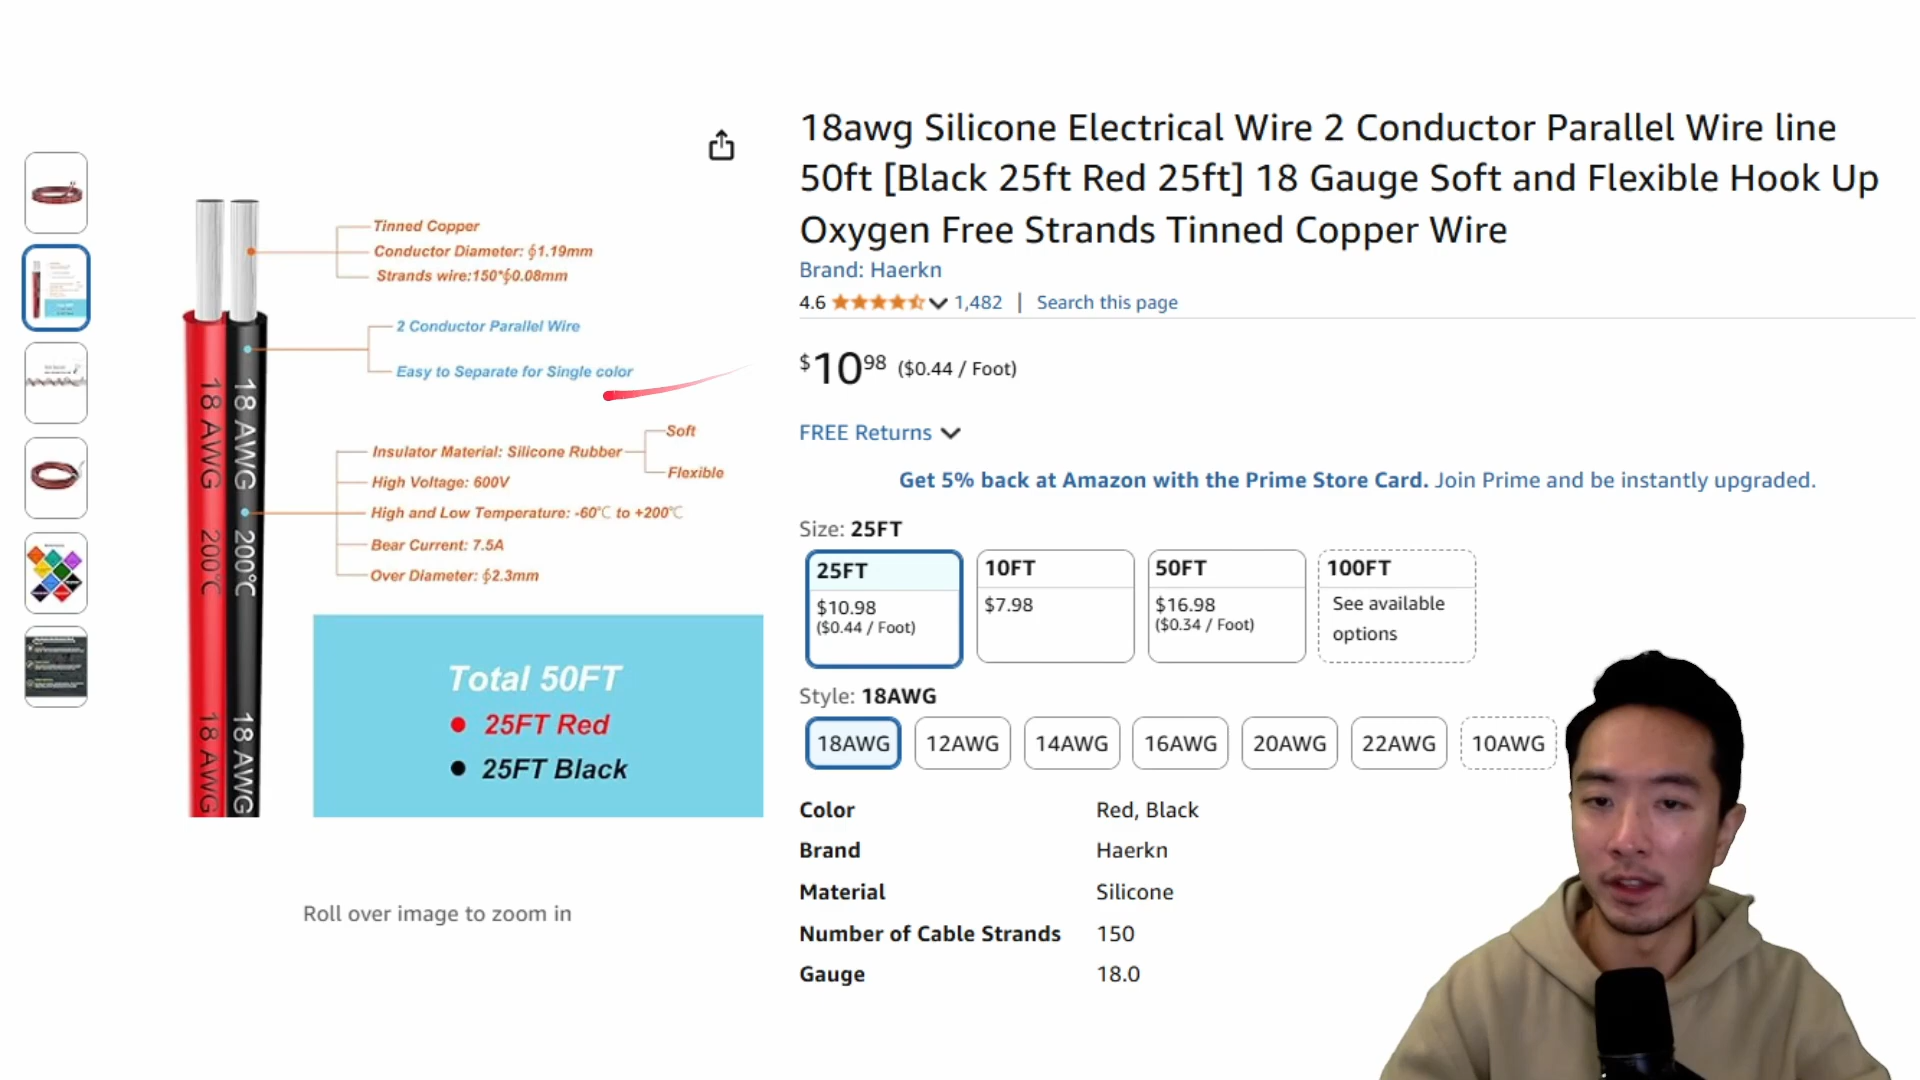 18awg Silicone Electrical Wire 2 Conductor Parallel Wire line
50ft [Black 25ft Red 25ft] 18 Gauge Soft and Flexible Hook Up
Oxygen Free Strands Tinned Copper Wire
Brand: Haerkn
4.6 1,482 | Search this page
$10.98 ($0.44 / Foot)
FREE Returns
Get 5% back at Amazon with the Prime Store Card. Join Prime and be instantly upgraded.
Size: 25FT
25FT
$10.98
($0.44 / Foot)
10FT
$7.98
50FT
$16.98
($0.34 / Foot)
100FT
See available
options
Style: 18AWG
18AWG 12AWG 14AWG 16AWG 20AWG 22AWG 10AWG
Color Red, Black
Brand Haerkn
Material Silicone
Number of Cable Strands 150
Gauge 18.0
Tinned Copper
Conductor Diameter: ∮1.19mm
Strands wire:150*∮0.08mm
2 Conductor Parallel Wire
Easy to Separate for Single color
Insulator Material: Silicone Rubber
Soft
Flexible
High Voltage: 600V
High and Low Temperature: -60℃ to +200℃
Bear Current: 7.5A
Over Diameter: ∮2.3mm
18 AWG 200℃ 18 AWG
18 AWG 200℃ 18 AWG
Total 50FT
25FT Red
25FT Black
Roll over image to zoom in